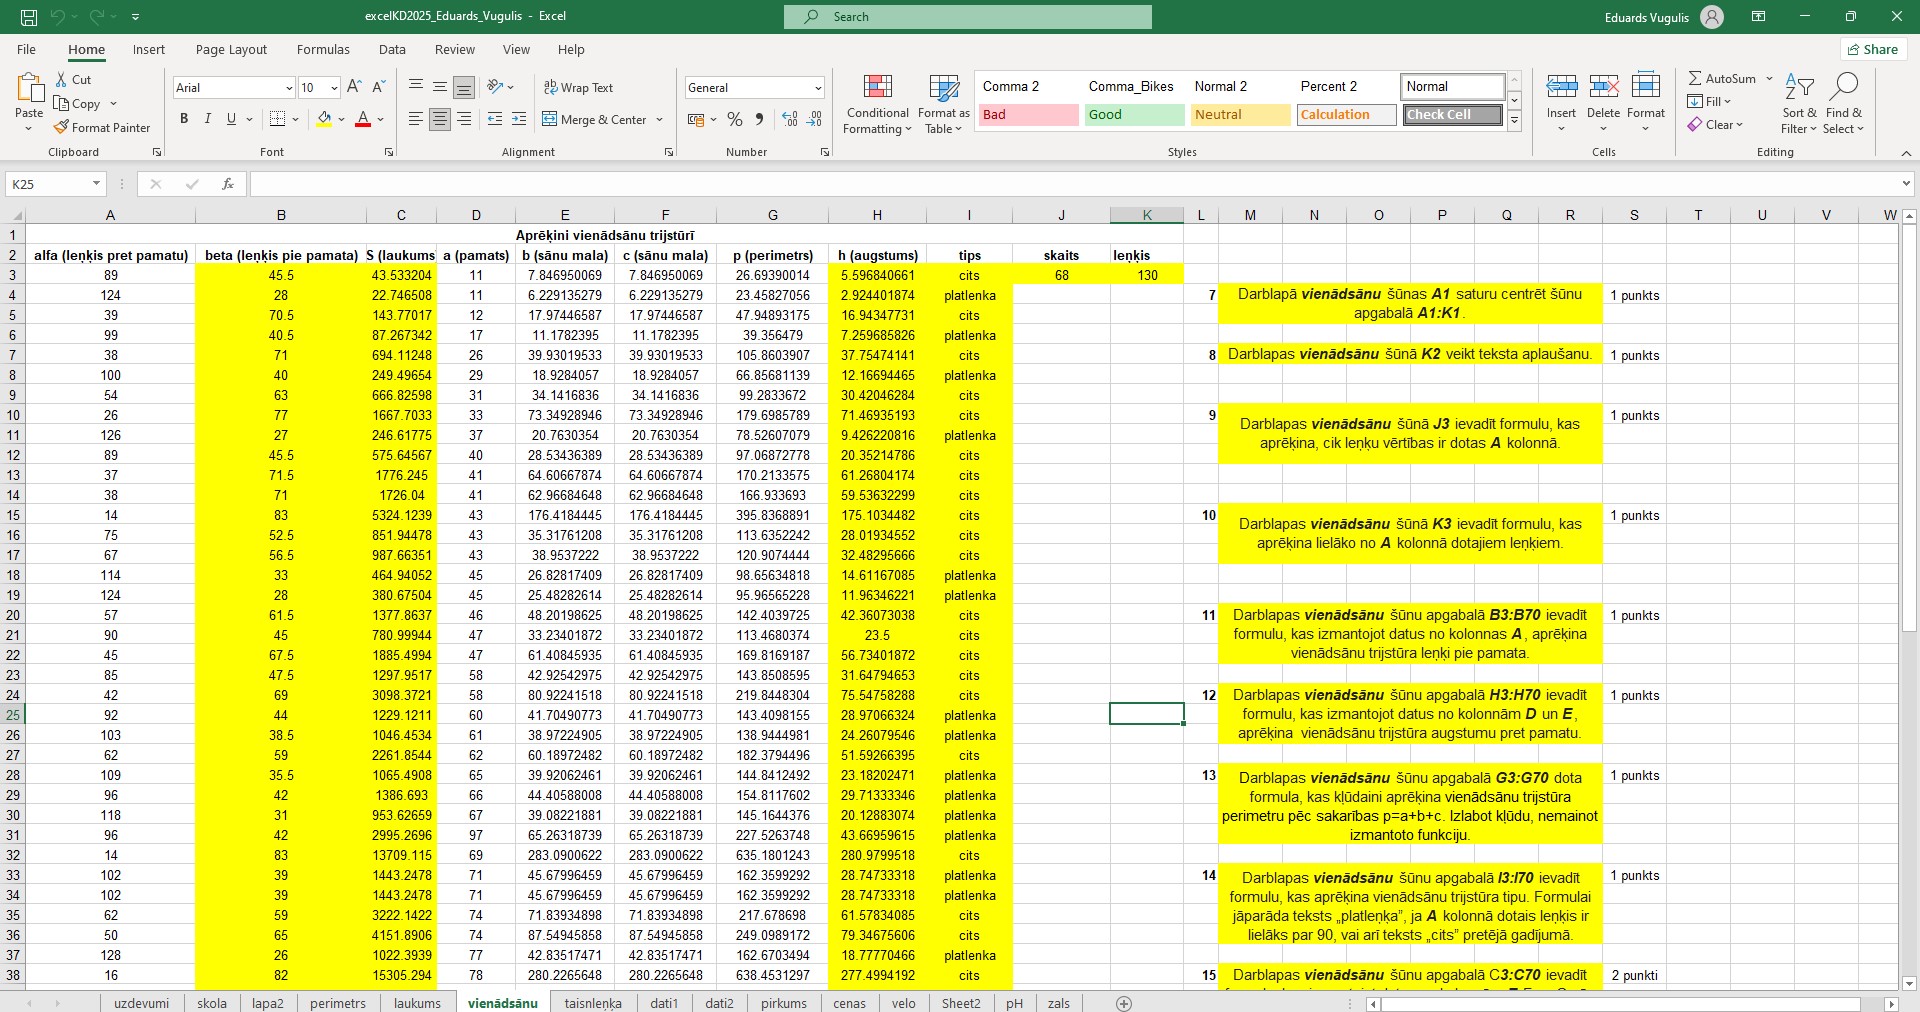 excelKD2025_Eduards_Vugulis - Excel
Search
Eduards Vugulis
File Home Insert Page Layout Formulas Data Review View Help
Share
Paste
Cut
Copy
Format Painter
Clipboard
Arial 10
B I U
Font
Wrap Text
Merge & Center
Alignment
General
Number
Conditional Formatting
Format as Table
Comma 2 Comma_Bikes Normal 2 Percent 2 Normal
Bad Good Neutral Calculation Check Cell
Styles
Insert Delete Format
Cells
AutoSum
Fill
Clear
Sort & Filter
Find & Select
Editing
K25
fx
A B C D E F G H I J K L M N O P Q R S T U V W
1 Aprēķini vienādsānu trijstūrī
2 alfa (leņķis pret pamatu) beta (leņķis pie pamata) S (laukums a (pamats) b (sānu mala) c (sānu mala) p (perimetrs) h (augstums) tips skaits leņķis
3 89 45.5 43.533204 11 7.846950069 7.846950069 26.69390014 5.596840661 cits 68 130
4 124 28 22.746508 11 6.229135279 6.229135279 23.45827056 2.924401874 platlenka
5 39 70.5 143.77017 12 17.97446587 17.97446587 47.94893175 16.94347731 cits
6 99 40.5 87.267342 17 11.1782395 11.1782395 39.356479 7.259685826 platlenka
7 38 71 694.11248 26 39.93019533 39.93019533 105.8603907 37.75474141 cits
8 100 40 249.49654 29 18.9284057 18.9284057 66.85681139 12.16694465 platlenka
9 54 63 666.82598 31 34.1416836 34.1416836 99.2833672 30.42046284 cits
10 26 77 1667.7033 33 73.34928946 73.34928946 179.6985789 71.46935193 cits
11 126 27 246.61775 37 20.7630354 20.7630354 78.52607079 9.426220816 platlenka
12 89 45.5 575.64567 40 28.53436389 28.53436389 97.06872778 20.35214786 cits
13 37 71.5 1776.245 41 64.60667874 64.60667874 170.2133575 61.26804174 cits
14 38 71 1726.04 41 62.96684648 62.96684648 166.933693 59.53632299 cits
15 14 83 5324.1239 43 176.4184445 176.4184445 395.8368891 175.1034482 cits
16 75 52.5 851.94478 43 35.31761208 35.31761208 113.6352242 28.01934552 cits
17 67 56.5 987.66351 43 38.9537222 38.9537222 120.9074444 32.48295666 cits
18 114 33 464.94052 45 26.82817409 26.82817409 98.65634818 14.61167085 platlenka
19 124 28 380.67504 45 25.48282614 25.48282614 95.96565228 11.96346221 platlenka
20 57 61.5 1377.8637 46 48.20198625 48.20198625 142.4039725 42.36073038 cits
21 90 45 780.99944 47 33.23401872 33.23401872 113.4680374 23.5 cits
22 45 67.5 1885.4994 47 61.40845935 61.40845935 169.8169187 56.73401872 cits
23 85 47.5 1297.9517 58 42.92542975 42.92542975 143.8508595 31.64794653 cits
24 42 69 3098.3721 58 80.92241518 80.92241518 219.8448304 75.54758288 cits
25 92 44 1229.1211 60 41.70490773 41.70490773 143.4098155 28.97066324 platlenka
26 103 38.5 1046.4534 61 38.97224905 38.97224905 138.9444981 24.26079546 platlenka
27 62 59 2261.8544 62 60.18972482 60.18972482 182.3794496 51.59266395 cits
28 109 35.5 1065.4908 65 39.92062461 39.92062461 144.8412492 23.18202471 platlenka
29 96 42 1386.693 66 44.40588008 44.40588008 154.8117602 29.71333346 platlenka
30 118 31 953.62659 67 39.08221881 39.08221881 145.1644376 20.12883074 platlenka
31 96 42 2995.2696 97 65.26318739 65.26318739 227.5263748 43.66959615 platlenka
32 14 83 13709.115 69 283.0900622 283.0900622 635.1801243 280.9799518 cits
33 102 39 1443.2478 71 45.67996459 45.67996459 162.3599292 28.74733318 platlenka
34 102 39 1443.2478 71 45.67996459 45.67996459 162.3599292 28.74733318 platlenka
35 62 59 3222.1422 74 71.83934898 71.83934898 217.678698 61.57834085 cits
36 50 65 4151.8906 74 87.54945858 87.54945858 249.0989172 79.34675606 cits
37 128 26 1022.3939 77 42.83517471 42.83517471 162.6703494 18.77770466 platlenka
38 16 82 15305.294 78 280.2265648 280.2265648 638.4531297 277.4994192 cits
7 Darblapā vienādsānu šūnas A1 saturu centrēt šūnu 1 punkts
apgabalā A1:K1.
8 Darblapas vienādsānu šūnā K2 veikt teksta aplaušanu. 1 punkts
9 1 punkts
Darblapas vienādsānu šūnā J3 ievadīt formulu, kas
aprēķina, cik leņķu vērtības ir dotas A kolonnā.
10 1 punkts
Darblapas vienādsānu šūnā K3 ievadīt formulu, kas
aprēķina lielāko no A kolonnā dotajiem leņķiem.
11 Darblapas vienādsānu šūnu apgabalā B3:B70 ievadīt 1 punkts
formulu, kas izmantojot datus no kolonnas A, aprēķina
vienādsānu trijstūra leņķi pie pamata.
12 Darblapas vienādsānu šūnu apgabalā H3:H70 ievadīt 1 punkts
formulu, kas izmantojot datus no kolonnām D un E,
aprēķina vienādsānu trijstūra augstumu pret pamatu.
13 Darblapas vienādsānu šūnu apgabalā G3:G70 dota 1 punkts
formula, kas kļūdaini aprēķina vienādsānu trijstūra
perimetru pēc sakarības p=a+b+c. Izlabot kļūdu, nemainot
izmantoto funkciju.
14 Darblapas vienādsānu šūnu apgabalā I3:I70 ievadīt 1 punkts
formulu, kas aprēķina vienādsānu trijstūra tipu. Formulai
jāparāda teksts „platleņķa”, ja A kolonnā dotais leņķis ir
lielāks par 90, vai arī teksts „cits” pretējā gadījumā.
15 Darblapas vienādsānu šūnu apgabalā C3:C70 ievadīt 2 punkti
uzdevumi skola lapa2 perimetrs laukums vienādsānu taisnleņķa dati1 dati2 pirkums cenas velo Sheet2 pH zals